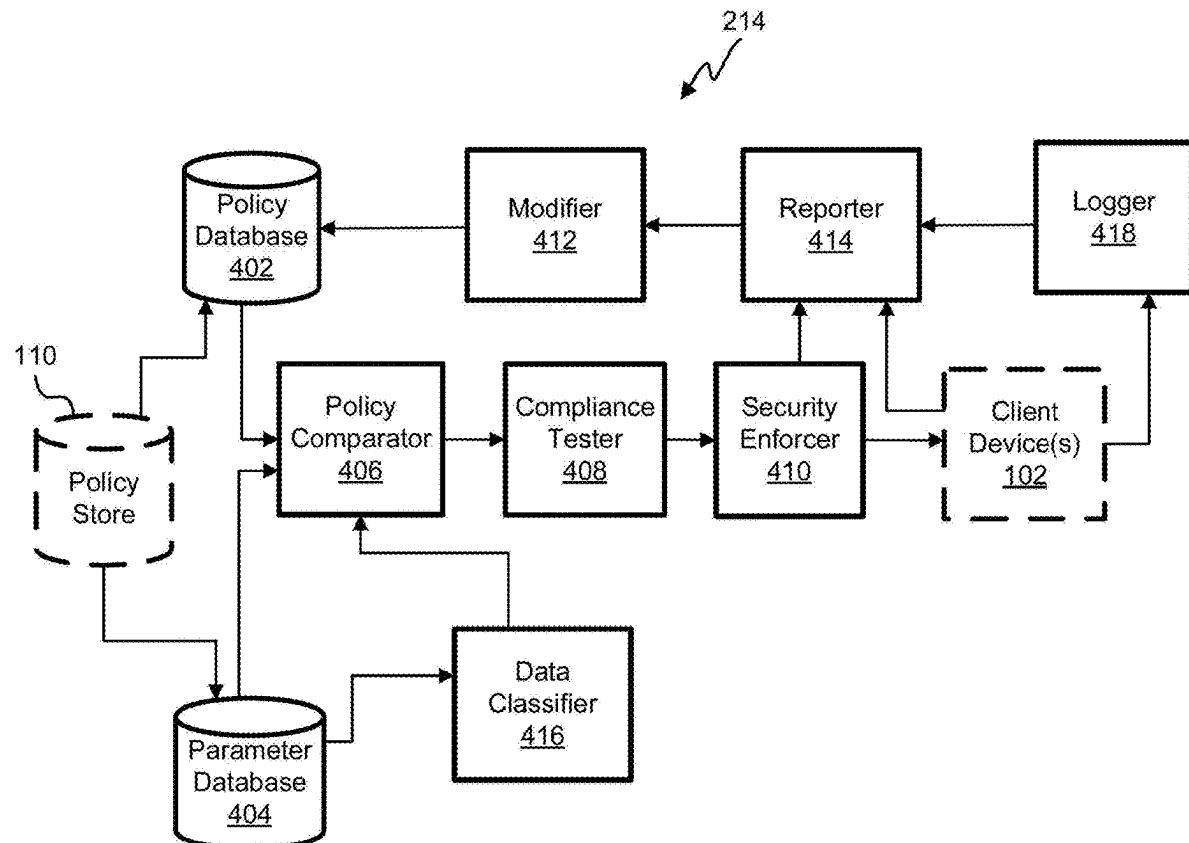 214
Policy
Database
402
Modifier
412
Reporter
414
Logger
418
110
Policy
Store
Policy
Comparator
406
Compliance
Tester
408
Security
Enforcer
410
Client
Device(s)
102
Data
Classifier
416
Parameter
Database
404